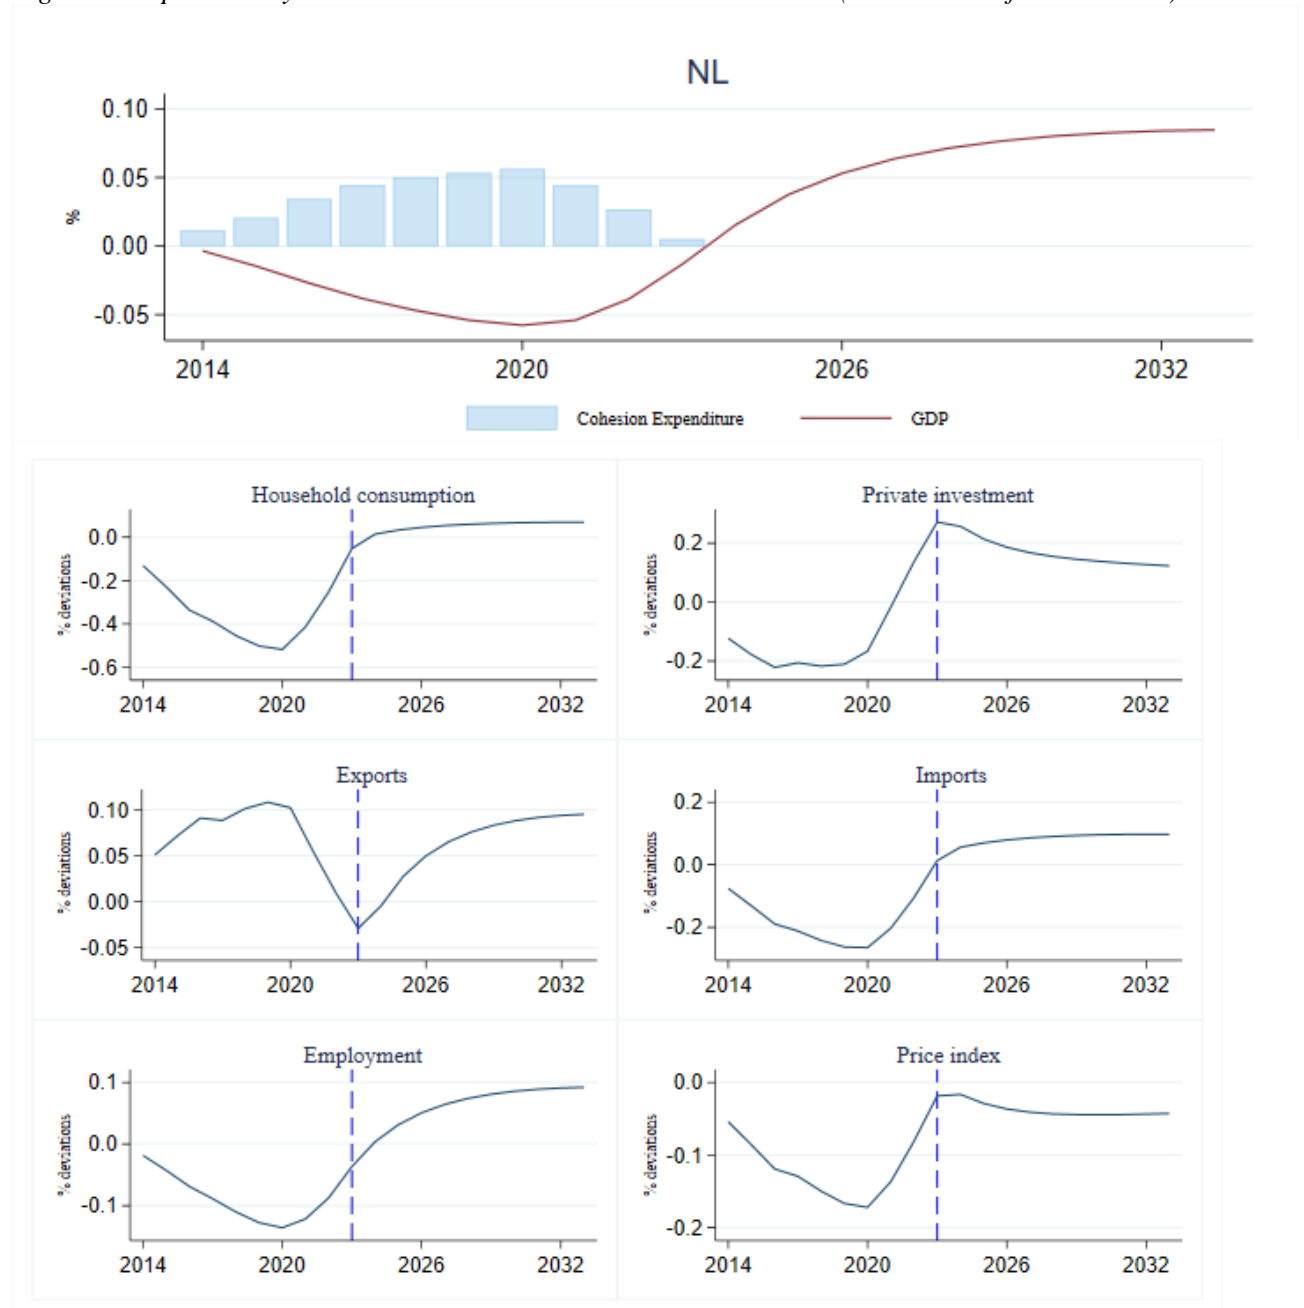 NL
0.10
0.05
0.00
-0.05
%
2014 2020 2026 2032
Cohesion Expenditure GDP
Household consumption
0.0
-0.2
-0.4
-0.6
% deviations
2014 2020 2026 2032
Private investment
0.2
0.0
-0.2
% deviations
2014 2020 2026 2032
Exports
0.10
0.05
0.00
-0.05
% deviations
2014 2020 2026 2032
Imports
0.2
0.0
-0.2
% deviations
2014 2020 2026 2032
Employment
0.1
0.0
-0.1
% deviations
2014 2020 2026 2032
Price index
0.0
-0.1
-0.2
% deviations
2014 2020 2026 2032